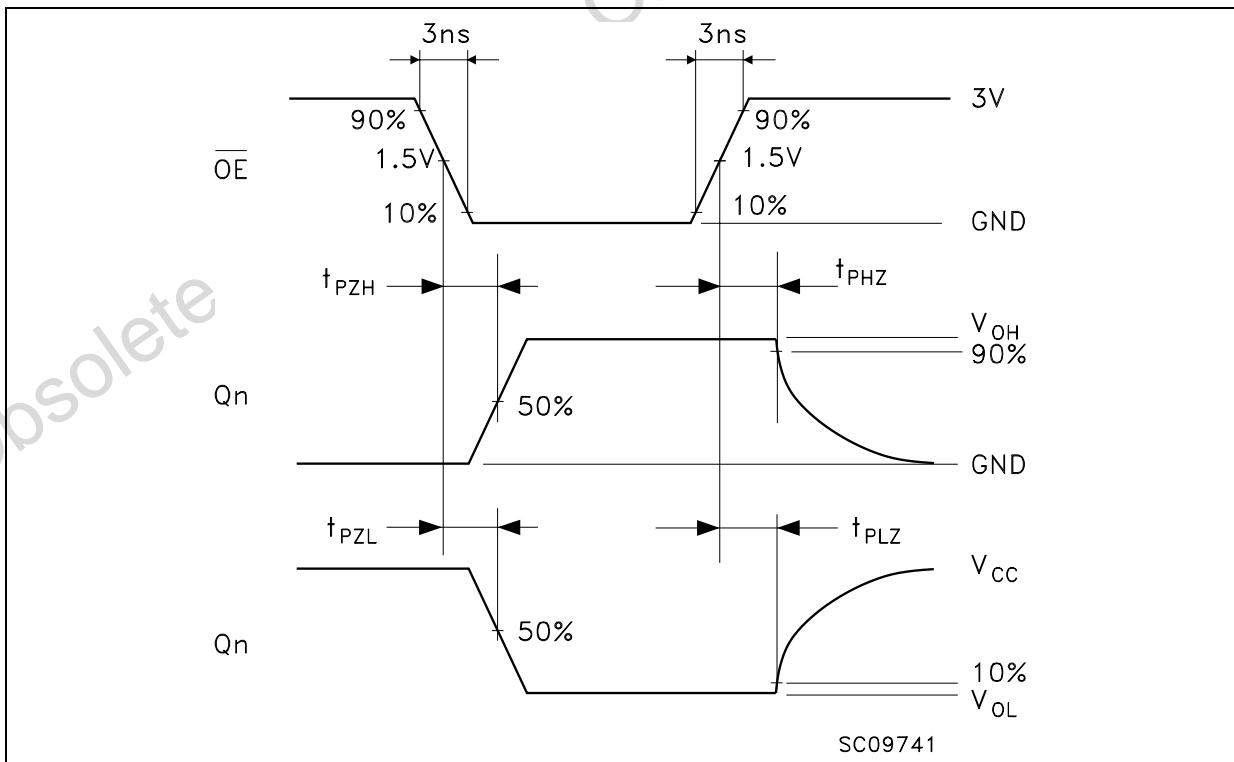 3ns 3ns
3V
90% 90%
1.5V 1.5V
OE
10% 10%
GND
tPZH tPHZ
VOH
90%
Qn 50%
GND
tPZL tPLZ
VCC
50%
Qn
10%
VOL
SC09741
obsolete